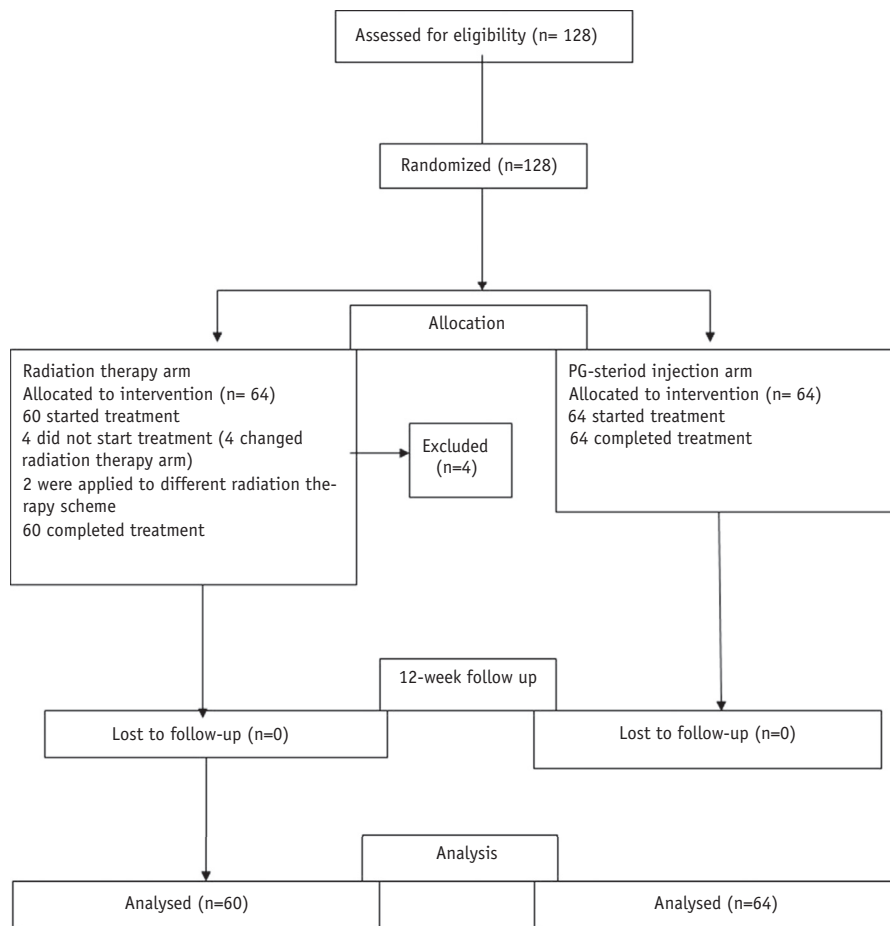 Assessed for eligibility (n= 128)
Randomized (n=128)
Allocation
Radiation therapy arm
Allocated to intervention (n= 64)
60 started treatment
4 did not start treatment (4 changed
radiation therapy arm)
2 were applied to different radiation the-
rapy scheme
60 completed treatment
Excluded
(n=4)
PG-steriod injection arm
Allocated to intervention (n= 64)
64 started treatment
64 completed treatment
12-week follow up
Lost to follow-up (n=0)
Lost to follow-up (n=0)
Analysis
Analysed (n=60)
Analysed (n=64)